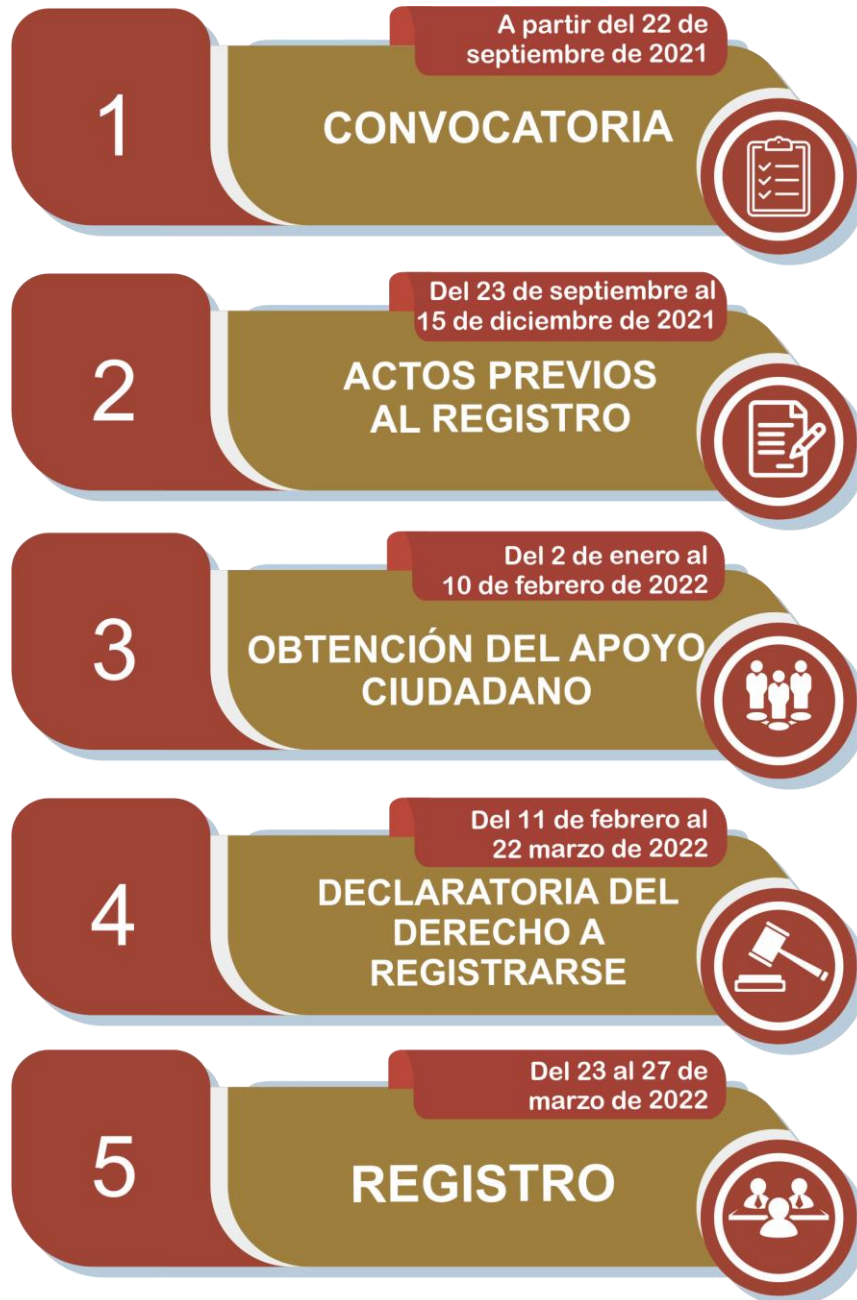 A partir del 22 de
septiembre de 2021
1
CONVOCATORIA
Del 23 de septiembre al
15 de diciembre de 2021
2
ACTOS PREVIOS
AL REGISTRO
Del 2 de enero al
10 de febrero de 2022
3
OBTENCIÓN DEL APOYO
CIUDADANO
Del 11 de febrero al
22 marzo de 2022
4
DECLARATORIA DEL
DERECHO A
REGISTRARSE
Del 23 al 27 de
marzo de 2022
5
REGISTRO